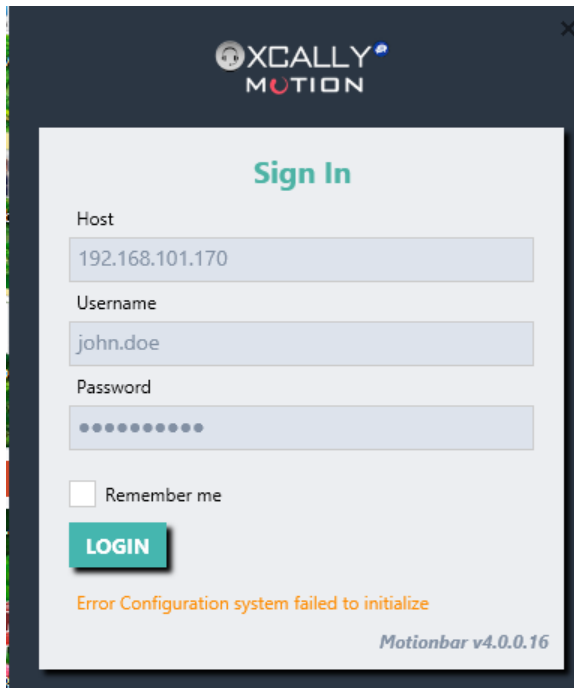 XCALLY
MOTION
Sign In
Host
192.168.101.170
Username
john.doe
Password
●●●●●●●●●●
Remember me
LOGIN
Error Configuration system failed to initialize
Motionbar v4.0.0.16